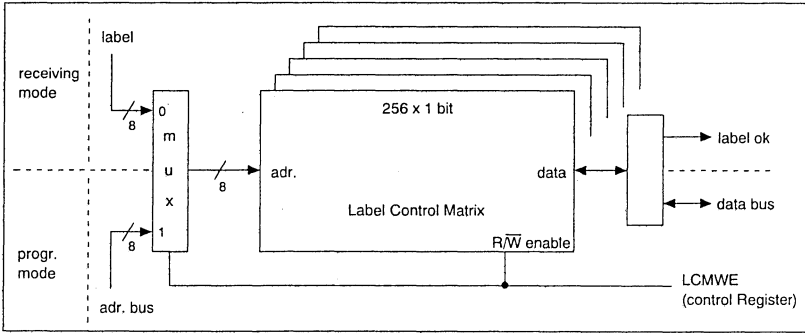 label
receiving
mode
8
0
m
u
x
1
8
progr.
mode
adr. bus
8
256 x 1 bit
adr.
data
Label Control Matrix
R/W̅ enable
label ok
data bus
LCMWE
(control Register)